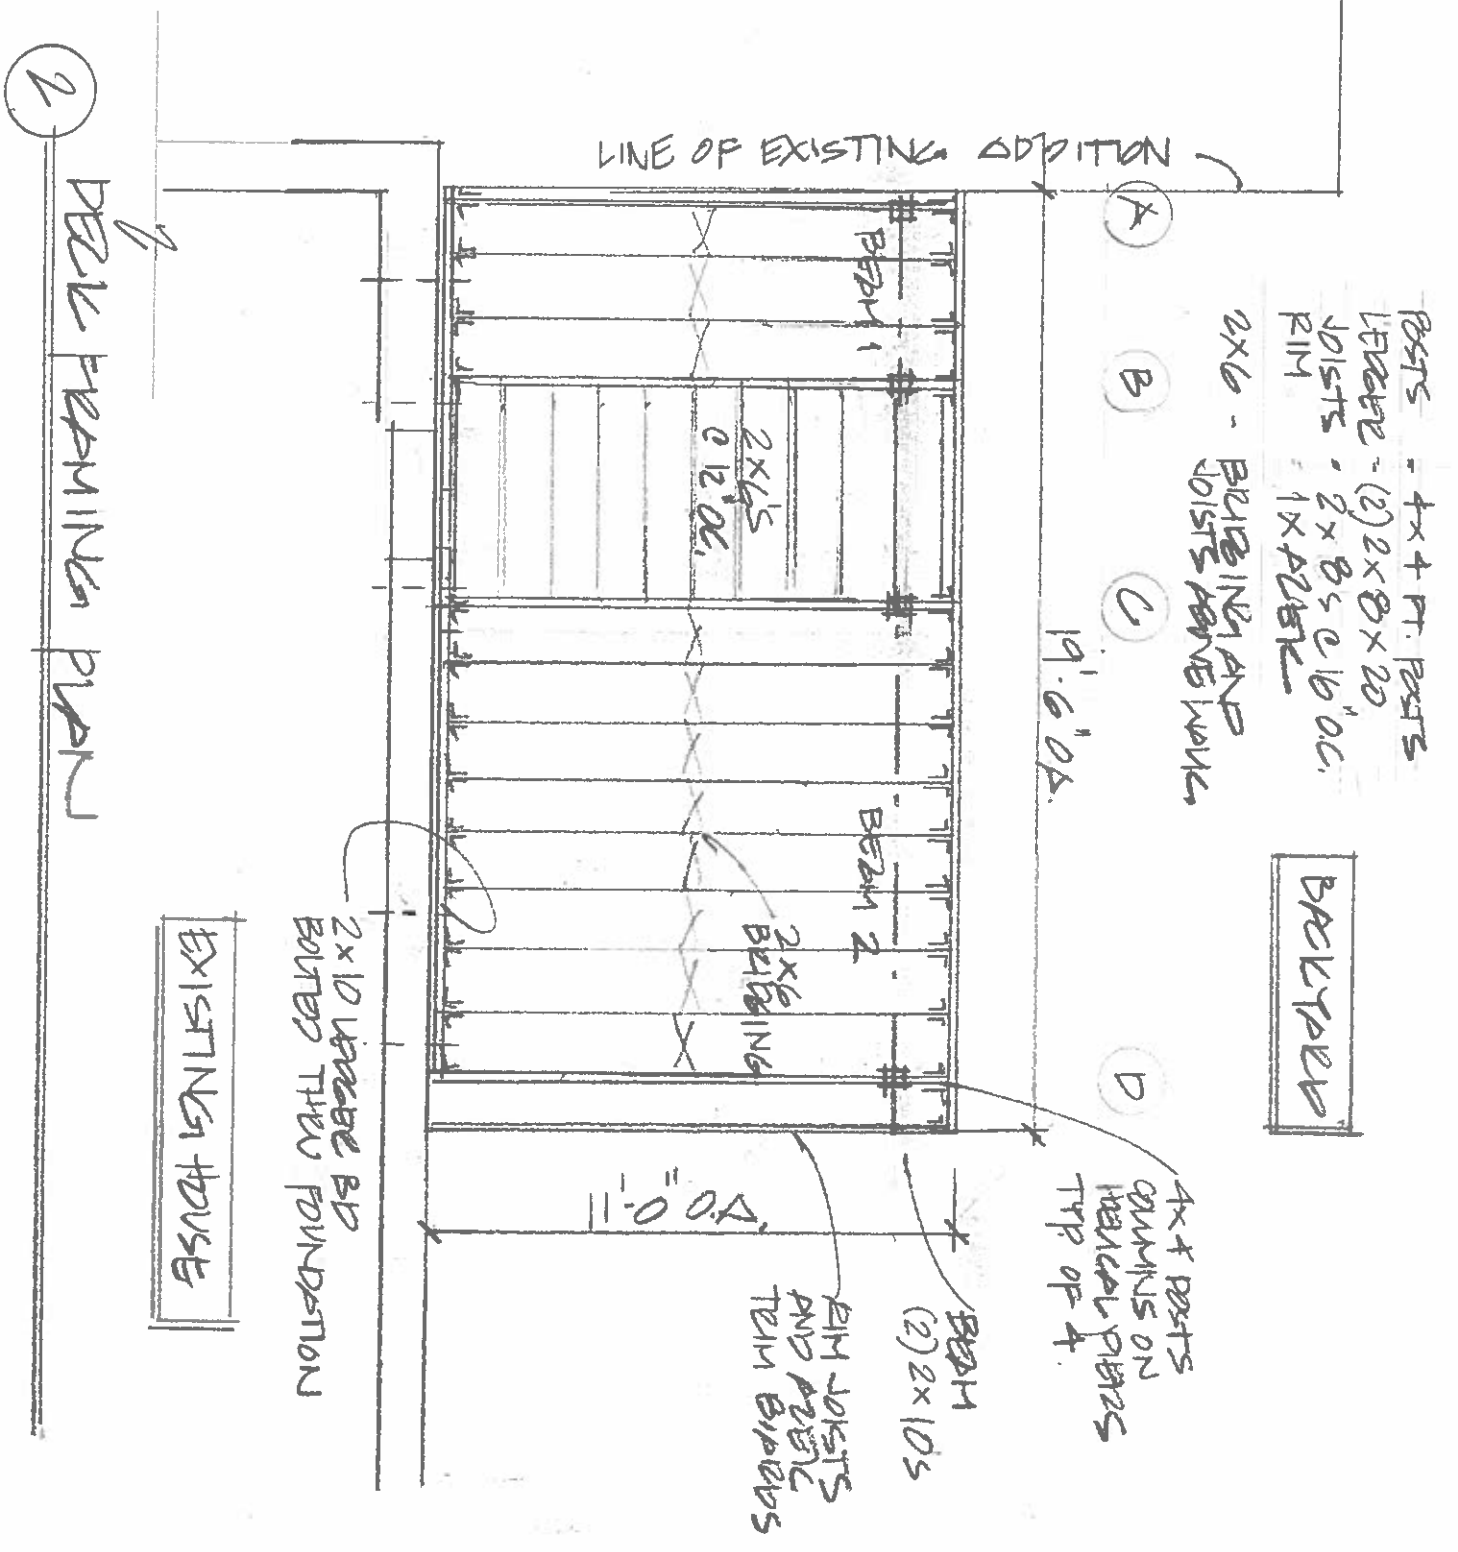 POSTS - 4x4 P.T. POSTS
LEDGER - (2) 2x8x20
JOISTS - 2x8s @ 16" O.C.
RIM - 1x AZEK
2x6 - BRIDGING AND
JOISTS ABOVE WALK
BACKYARD
LINE OF EXISTING ADDITION
A
B
C
D
19'-6" OA.
BEAM 1
2x6'S
@ 12" OC.
BEAM 2
2x6
BRIDGING
4x4 POSTS
COLUMNS ON
HELICAL PIERS
TYP OF 4.
BEAM
(2) 2x10'S
RIM JOISTS
AND AZEK
TRIM BOARDS
11'-0" O.A.
2x10 LEDGER BD
BOLTED THRU FOUNDATION
EXISTING HOUSE
2
DECK FRAMING PLAN